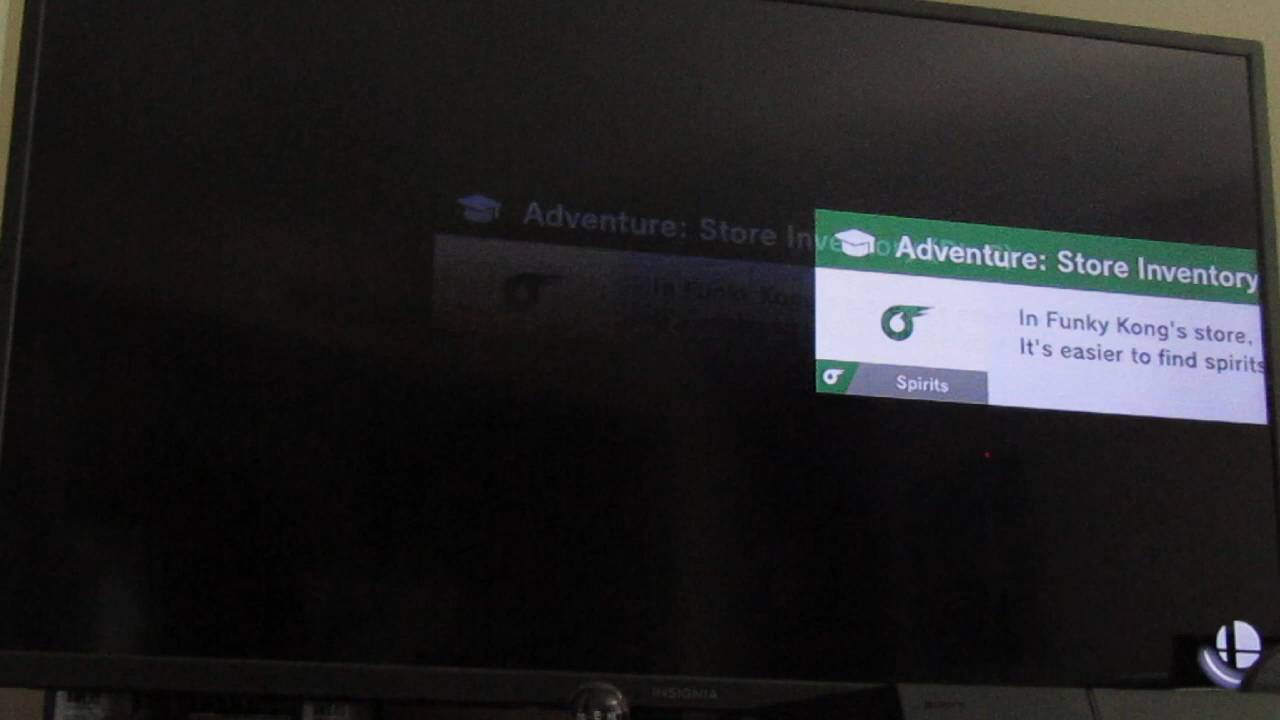 Adventure: Store Inventory
In Funky Kong's store,
It's easier to find spirits
Spirits
Adventure: Store
In Funky Kong
INSIGNIA